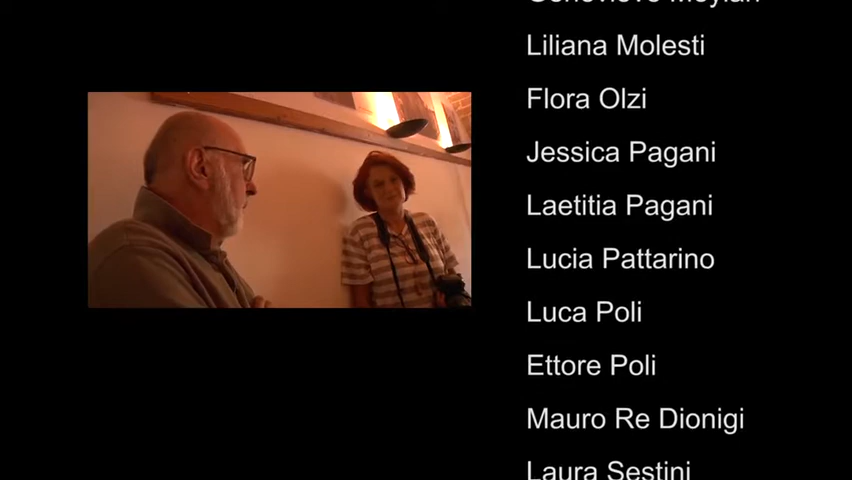 Liliana Molesti
Flora Olzi
Jessica Pagani
Laetitia Pagani
Lucia Pattarino
Luca Poli
Ettore Poli
Mauro Re Dionigi
Laura Sestini